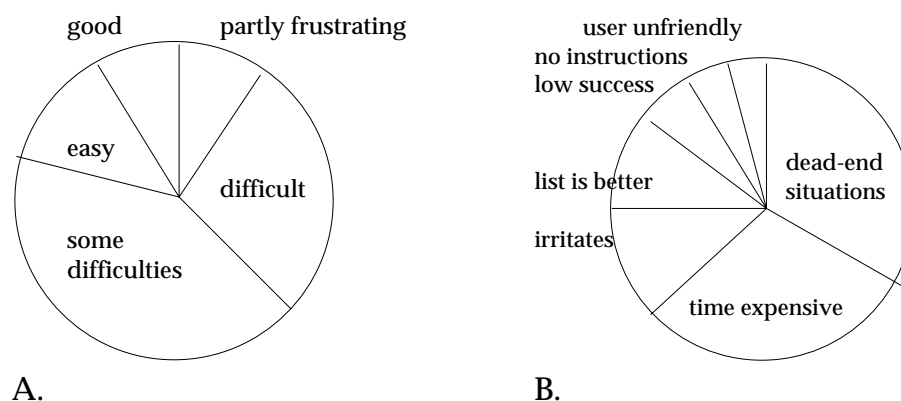 good
partly frustrating
easy
difficult
some
difficulties
A.
user unfriendly
no instructions
low success
dead-end
situations
list is better
irritates
time expensive
B.